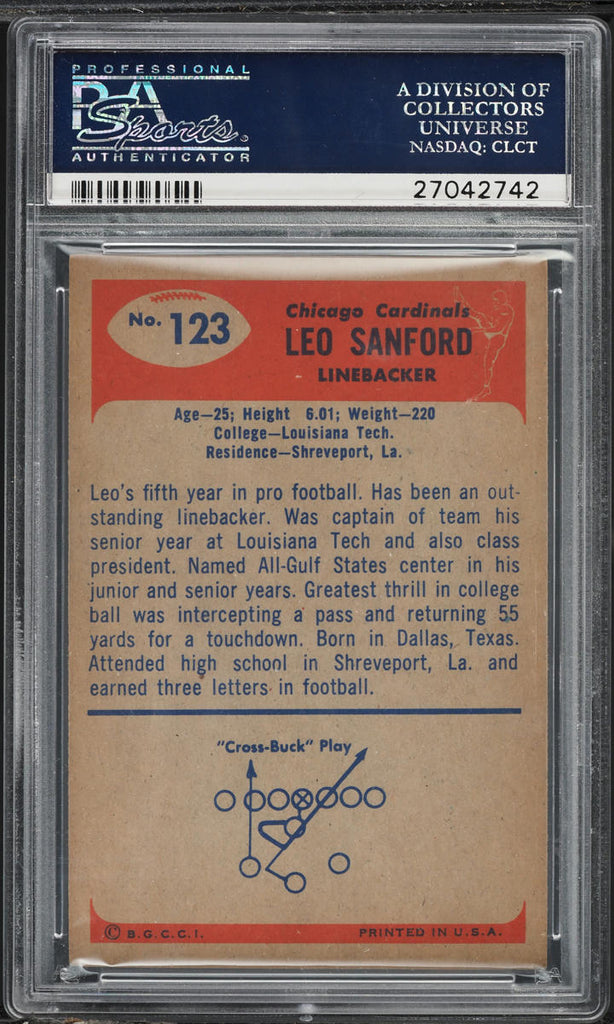 PROFESSIONAL
PSA
Sports
AUTHENTICATOR
A DIVISION OF
COLLECTORS
UNIVERSE
NASDAQ: CLCT
27042742
No. 123
Chicago Cardinals
LEO SANFORD
LINEBACKER
Age—25; Height 6.01; Weight—220
College—Louisiana Tech.
Residence—Shreveport, La.
Leo's fifth year in pro football. Has been an out-
standing linebacker. Was captain of team his
senior year at Louisiana Tech and also class
president. Named All-Gulf States center in his
junior and senior years. Greatest thrill in college
ball was intercepting a pass and returning 55
yards for a touchdown. Born in Dallas, Texas.
Attended high school in Shreveport, La. and
earned three letters in football.
"Cross-Buck" Play
© B.G.C.C.I.
PRINTED IN U.S.A.